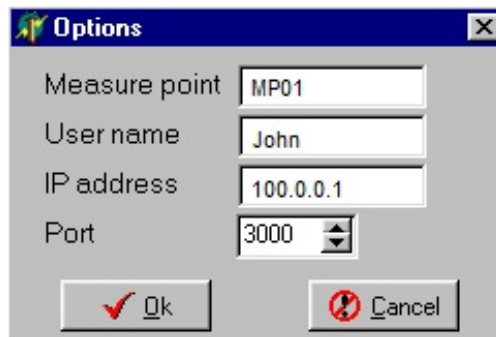 Options
Measure point MP01
User name John
IP address 100.0.0.1
Port 3000
Ok Cancel